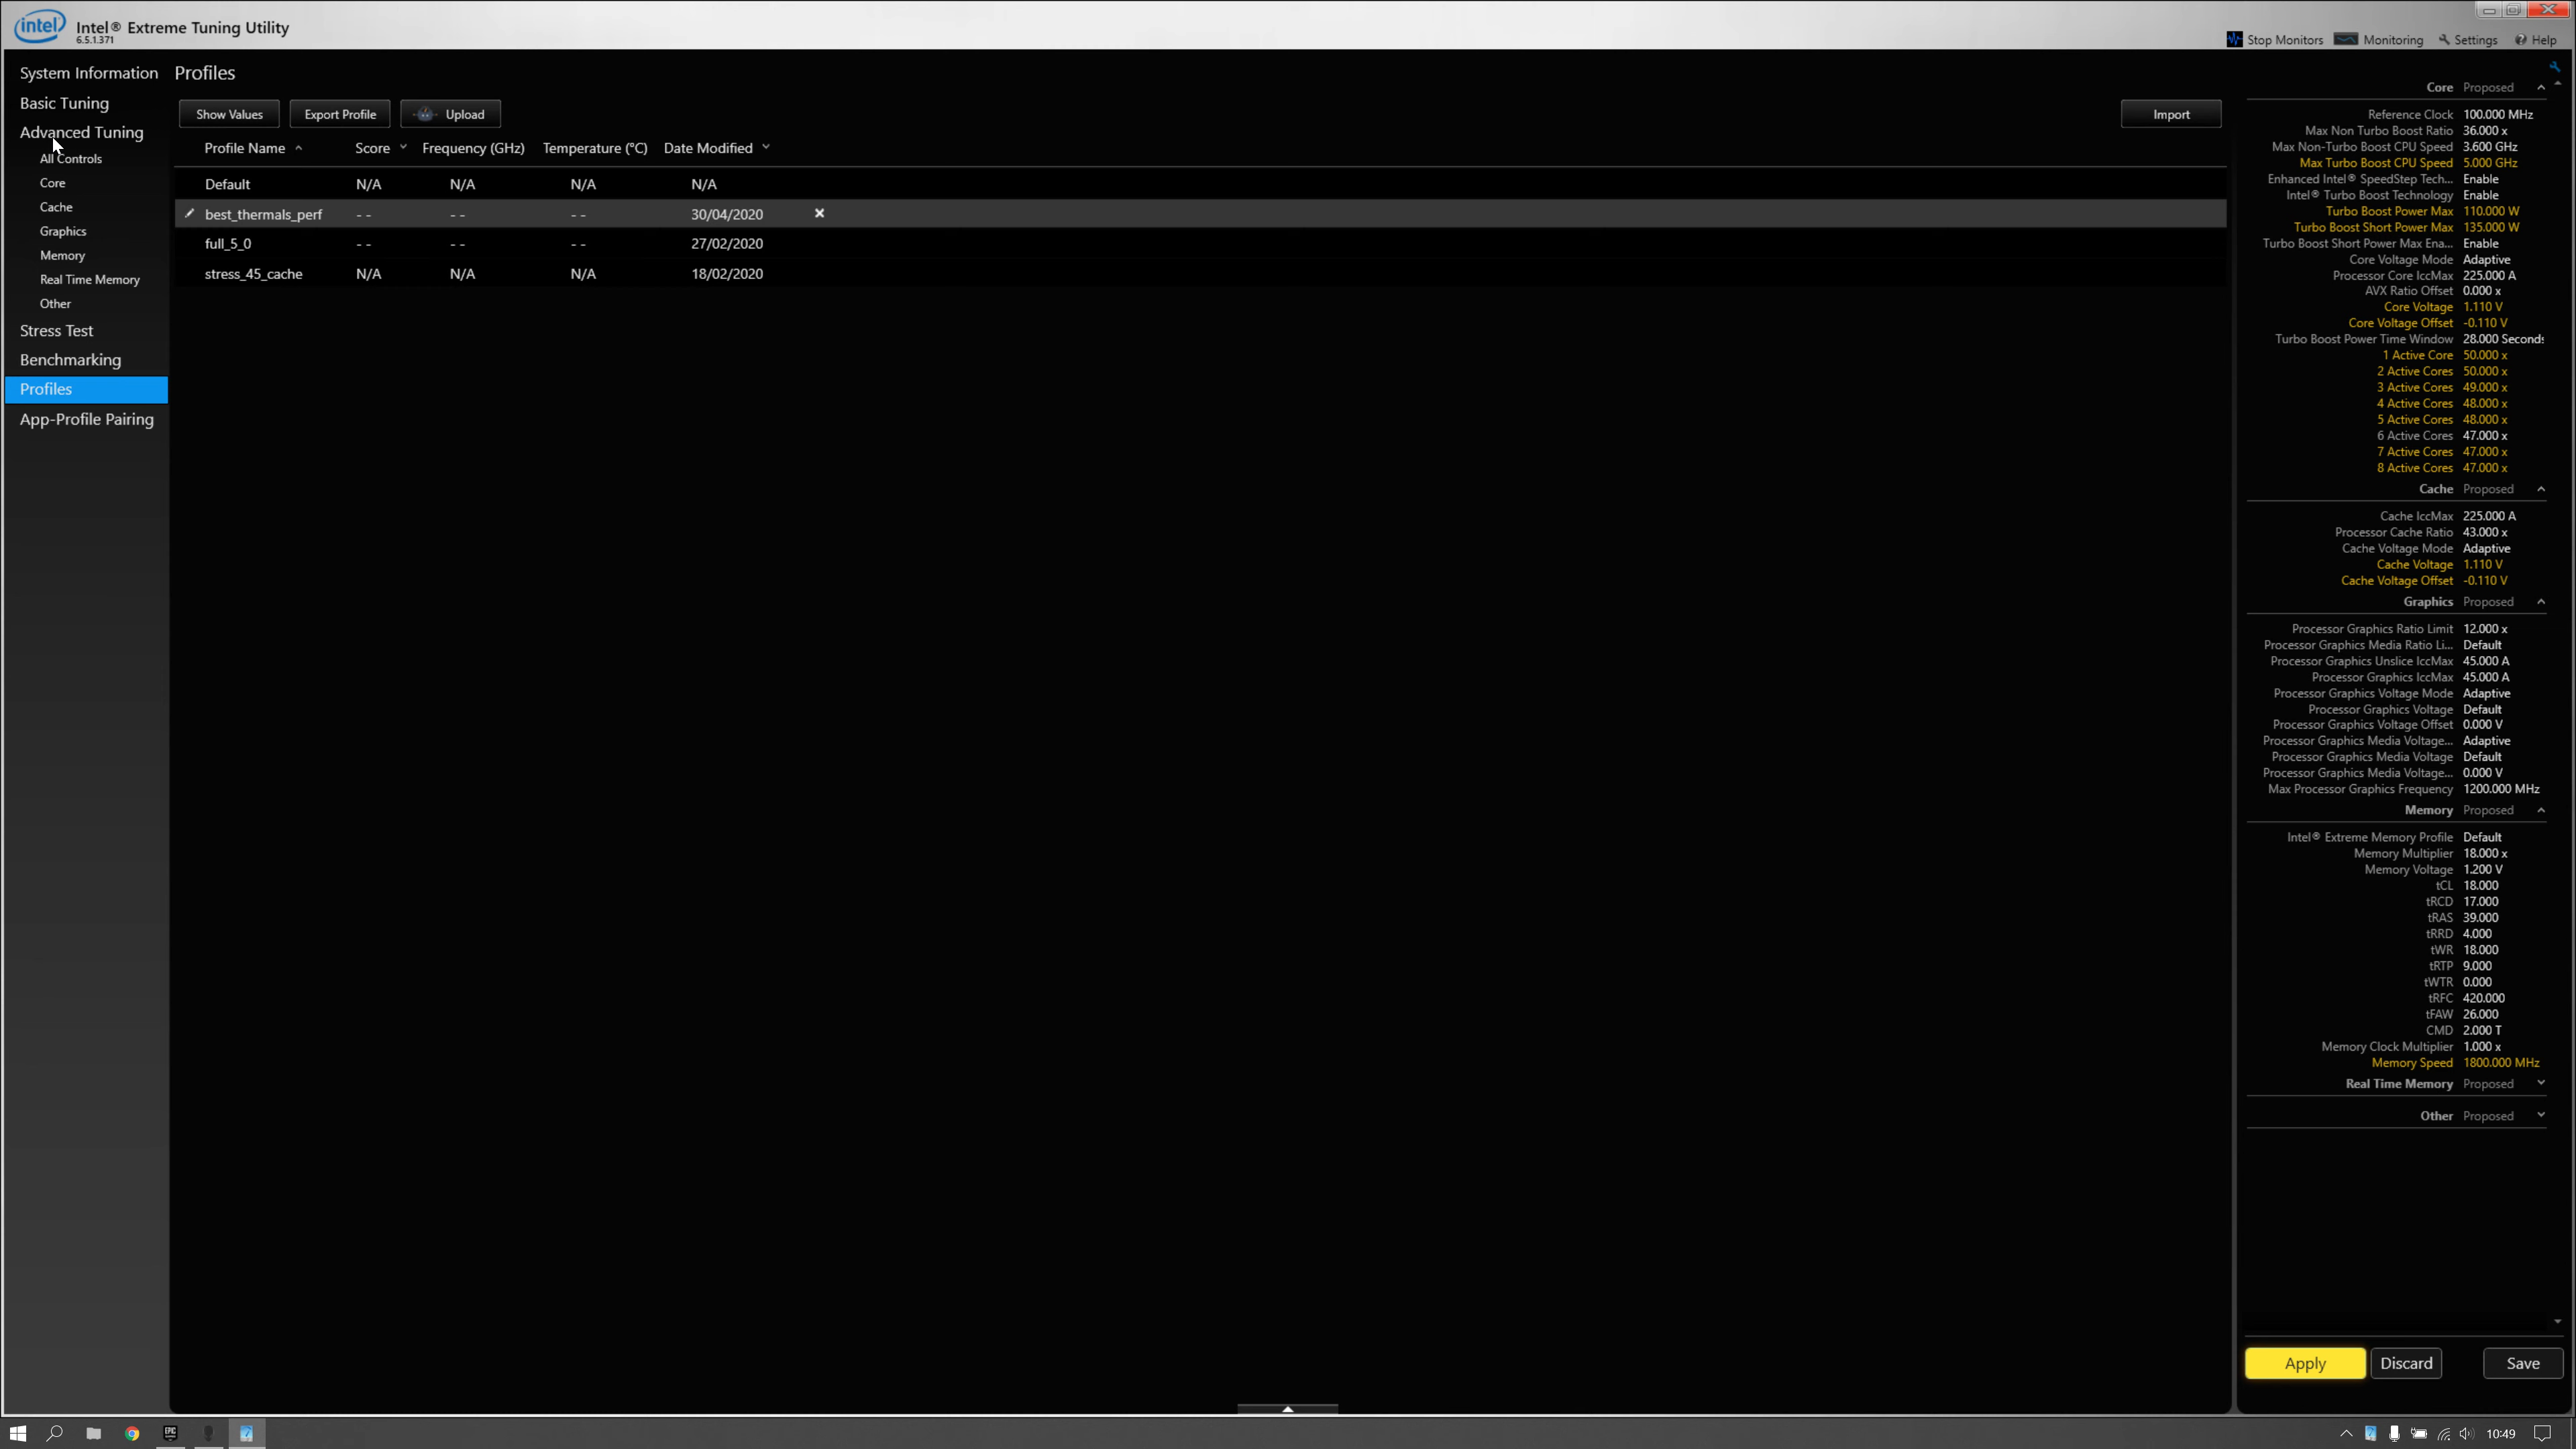 intel
Intel® Extreme Tuning Utility
6.5.1.371
Stop Monitors Monitoring Settings Help
System Information
Basic Tuning
Advanced Tuning
All Controls
Core
Cache
Graphics
Memory
Real Time Memory
Other
Stress Test
Benchmarking
Profiles
App-Profile Pairing
Profiles
Show Values Export Profile Upload Import
Profile Name Score Frequency (GHz) Temperature (°C) Date Modified
Default N/A N/A N/A N/A
best_thermals_perf - - - - - - 30/04/2020
full_5_0 - - - - - - 27/02/2020
stress_45_cache N/A N/A N/A 18/02/2020
Core Proposed
Reference Clock 100.000 MHz
Max Non Turbo Boost Ratio 36.000 x
Max Non-Turbo Boost CPU Speed 3.600 GHz
Max Turbo Boost CPU Speed 5.000 GHz
Enhanced Intel® SpeedStep Tech... Enable
Intel® Turbo Boost Technology Enable
Turbo Boost Power Max 110.000 W
Turbo Boost Short Power Max 135.000 W
Turbo Boost Short Power Max Ena... Enable
Core Voltage Mode Adaptive
Processor Core IccMax 225.000 A
AVX Ratio Offset 0.000 x
Core Voltage 1.110 V
Core Voltage Offset -0.110 V
Turbo Boost Power Time Window 28.000 Seconds
1 Active Core 50.000 x
2 Active Cores 50.000 x
3 Active Cores 49.000 x
4 Active Cores 48.000 x
5 Active Cores 48.000 x
6 Active Cores 47.000 x
7 Active Cores 47.000 x
8 Active Cores 47.000 x
Cache Proposed
Cache IccMax 225.000 A
Processor Cache Ratio 43.000 x
Cache Voltage Mode Adaptive
Cache Voltage 1.110 V
Cache Voltage Offset -0.110 V
Graphics Proposed
Processor Graphics Ratio Limit 12.000 x
Processor Graphics Media Ratio Li... Default
Processor Graphics Unslice IccMax 45.000 A
Processor Graphics IccMax 45.000 A
Processor Graphics Voltage Mode Adaptive
Processor Graphics Voltage Default
Processor Graphics Voltage Offset 0.000 V
Processor Graphics Media Voltage... Adaptive
Processor Graphics Media Voltage Default
Processor Graphics Media Voltage... 0.000 V
Max Processor Graphics Frequency 1200.000 MHz
Memory Proposed
Intel® Extreme Memory Profile Default
Memory Multiplier 18.000 x
Memory Voltage 1.200 V
tCL 18.000
tRCD 17.000
tRAS 39.000
tRRD 4.000
tWR 18.000
tRTP 9.000
tWTR 0.000
tRFC 420.000
tFAW 26.000
CMD 2.000 T
Memory Clock Multiplier 1.000 x
Memory Speed 1800.000 MHz
Real Time Memory Proposed
Other Proposed
Apply Discard Save
EPIC
10:49